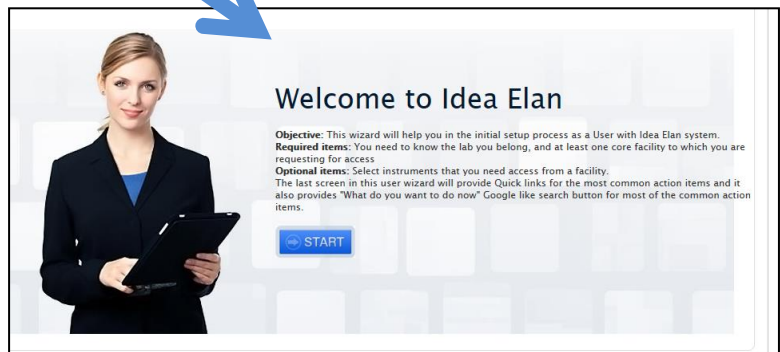 Welcome to Idea Elan
Objective: This wizard will help you in the initial setup process as a User with Idea Elan system.
Required items: You need to know the lab you belong, and at least one core facility to which you are
requesting for access
Optional items: Select instruments that you need access from a facility.
The last screen in this user wizard will provide Quick links for the most common action items and it
also provides "What do you want to do now" Google like search button for most of the common action
items.
START